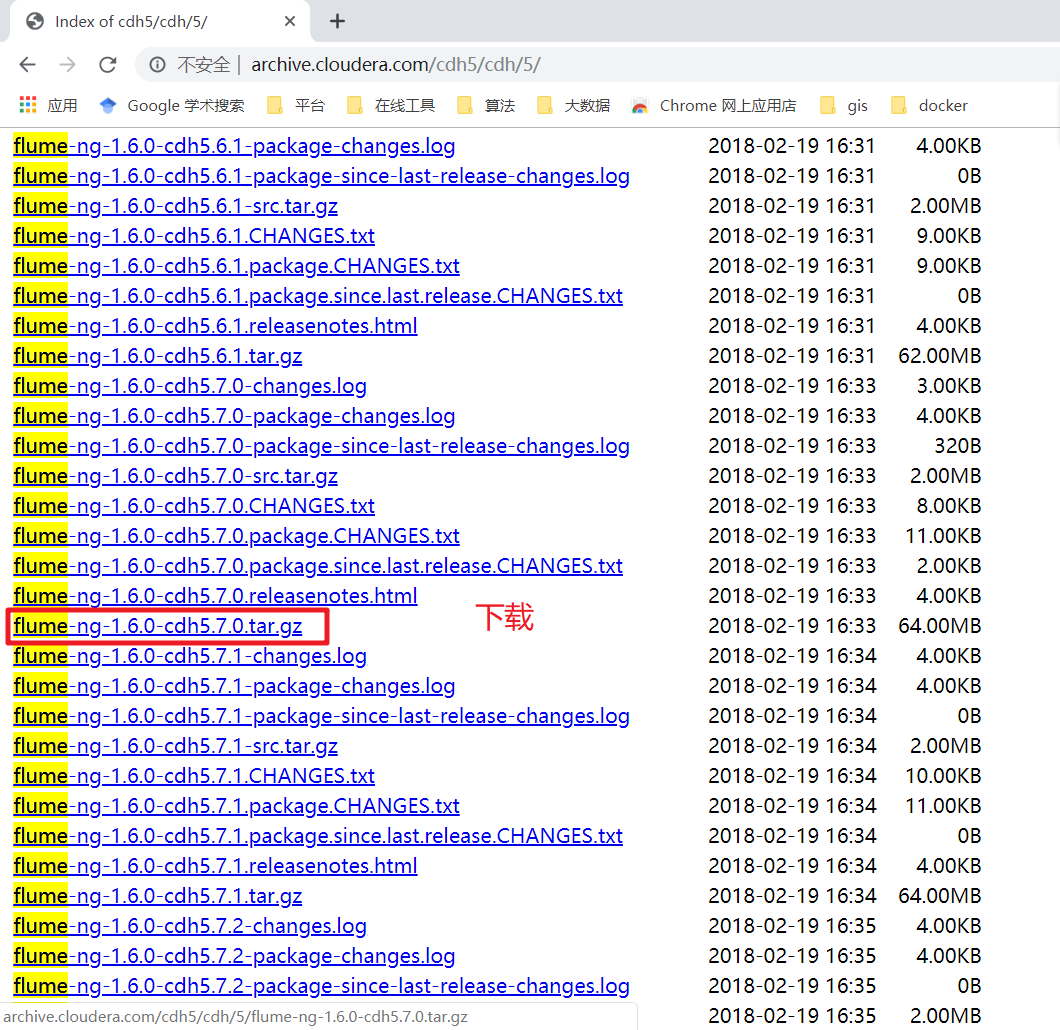 Index of cdh5/cdh/5/
不安全 | archive.cloudera.com/cdh5/cdh/5/
应用 Google 学术搜索 平台 在线工具 算法 大数据 Chrome 网上应用店 gis docker
flume-ng-1.6.0-cdh5.6.1-package-changes.log 2018-02-19 16:31 4.00KB
flume-ng-1.6.0-cdh5.6.1-package-since-last-release-changes.log 2018-02-19 16:31 0B
flume-ng-1.6.0-cdh5.6.1-src.tar.gz 2018-02-19 16:31 2.00MB
flume-ng-1.6.0-cdh5.6.1.CHANGES.txt 2018-02-19 16:31 9.00KB
flume-ng-1.6.0-cdh5.6.1.package.CHANGES.txt 2018-02-19 16:31 9.00KB
flume-ng-1.6.0-cdh5.6.1.package.since.last.release.CHANGES.txt 2018-02-19 16:31 0B
flume-ng-1.6.0-cdh5.6.1.releasenotes.html 2018-02-19 16:31 4.00KB
flume-ng-1.6.0-cdh5.6.1.tar.gz 2018-02-19 16:31 62.00MB
flume-ng-1.6.0-cdh5.7.0-changes.log 2018-02-19 16:33 3.00KB
flume-ng-1.6.0-cdh5.7.0-package-changes.log 2018-02-19 16:33 4.00KB
flume-ng-1.6.0-cdh5.7.0-package-since-last-release-changes.log 2018-02-19 16:33 320B
flume-ng-1.6.0-cdh5.7.0-src.tar.gz 2018-02-19 16:33 2.00MB
flume-ng-1.6.0-cdh5.7.0.CHANGES.txt 2018-02-19 16:33 8.00KB
flume-ng-1.6.0-cdh5.7.0.package.CHANGES.txt 2018-02-19 16:33 11.00KB
flume-ng-1.6.0-cdh5.7.0.package.since.last.release.CHANGES.txt 2018-02-19 16:33 2.00KB
flume-ng-1.6.0-cdh5.7.0.releasenotes.html 2018-02-19 16:33 4.00KB
flume-ng-1.6.0-cdh5.7.0.tar.gz 下载 2018-02-19 16:33 64.00MB
flume-ng-1.6.0-cdh5.7.1-changes.log 2018-02-19 16:34 4.00KB
flume-ng-1.6.0-cdh5.7.1-package-changes.log 2018-02-19 16:34 4.00KB
flume-ng-1.6.0-cdh5.7.1-package-since-last-release-changes.log 2018-02-19 16:34 0B
flume-ng-1.6.0-cdh5.7.1-src.tar.gz 2018-02-19 16:34 2.00MB
flume-ng-1.6.0-cdh5.7.1.CHANGES.txt 2018-02-19 16:34 10.00KB
flume-ng-1.6.0-cdh5.7.1.package.CHANGES.txt 2018-02-19 16:34 11.00KB
flume-ng-1.6.0-cdh5.7.1.package.since.last.release.CHANGES.txt 2018-02-19 16:34 0B
flume-ng-1.6.0-cdh5.7.1.releasenotes.html 2018-02-19 16:34 4.00KB
flume-ng-1.6.0-cdh5.7.1.tar.gz 2018-02-19 16:34 64.00MB
flume-ng-1.6.0-cdh5.7.2-changes.log 2018-02-19 16:35 4.00KB
flume-ng-1.6.0-cdh5.7.2-package-changes.log 2018-02-19 16:35 4.00KB
flume-ng-1.6.0-cdh5.7.2-package-since-last-release-changes.log 2018-02-19 16:35 0B
archive.cloudera.com/cdh5/cdh/5/flume-ng-1.6.0-cdh5.7.0.tar.gz 2018-02-19 16:35 2.00MB